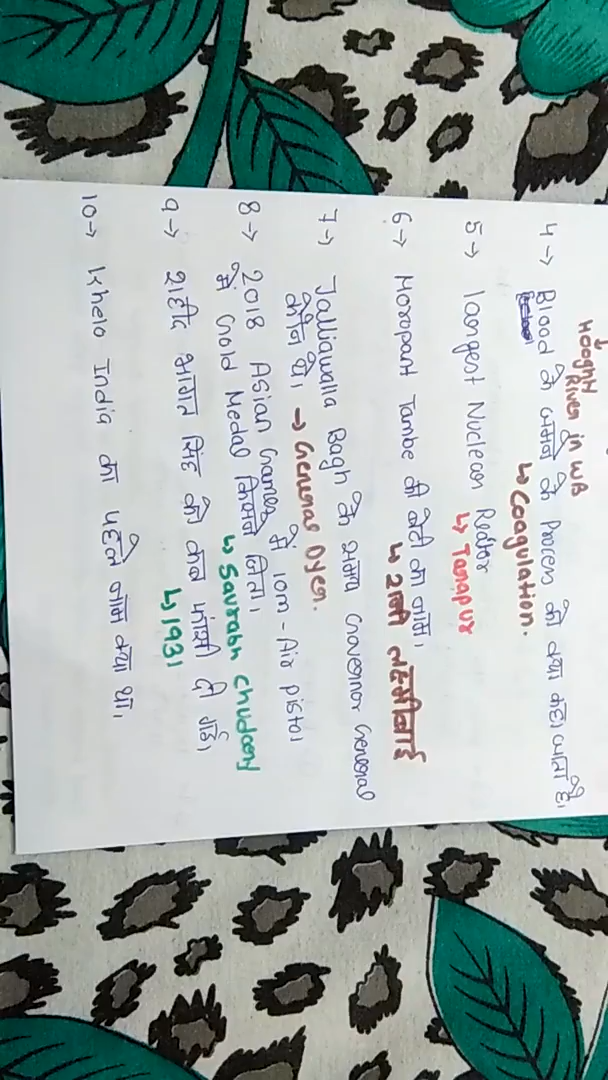 Hooghly
River in WB
4 → Blood के जमने के Process को क्या कहा जाता है।
↳ Coagulation.
5 → largest Nuclear Reactor
↳ Tarapur
6 → Moropant Tambe की बेटी का नाम।
↳ रानी लक्ष्मीबाई
7 → Jalliawalla Bagh के समय Governor General
कौन थे। → General Dyer.
8 → 2018 Asian Games में 10m-Air pistol
में Gold Medal किसने जिता।
↳ Saurabh Chudary
9 → शहीद भगत सिंह को कब फांसी दी गई।
↳ 1931
10 → Khelo India का पहले नाम क्या था।